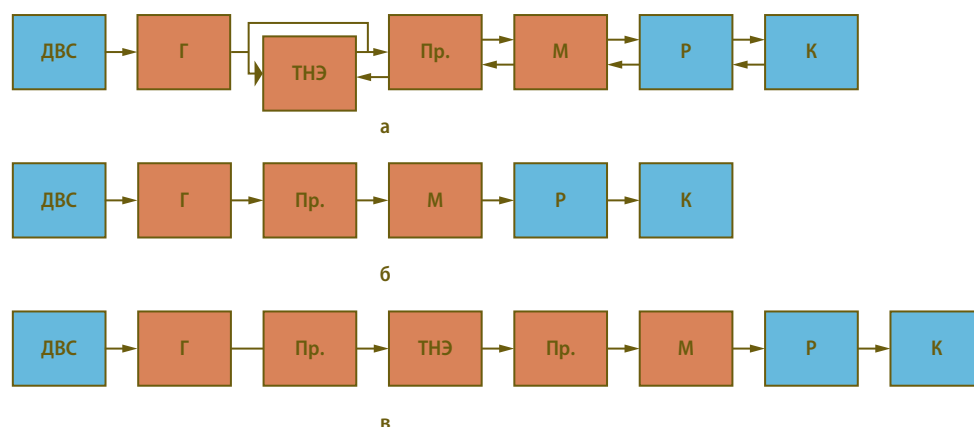 ДВС Г ТНЭ Пр. М Р К
а
ДВС Г Пр. М Р К
б
ДВС Г Пр. ТНЭ Пр. М Р К
в